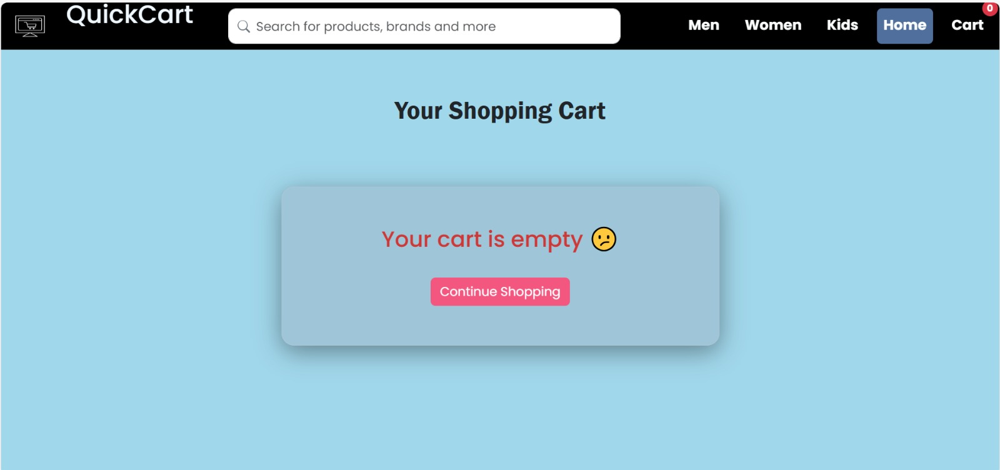 QuickCart
Search for products, brands and more
Men
Women
Kids
Home
Cart
0
Your Shopping Cart
Your cart is empty 😕
Continue Shopping